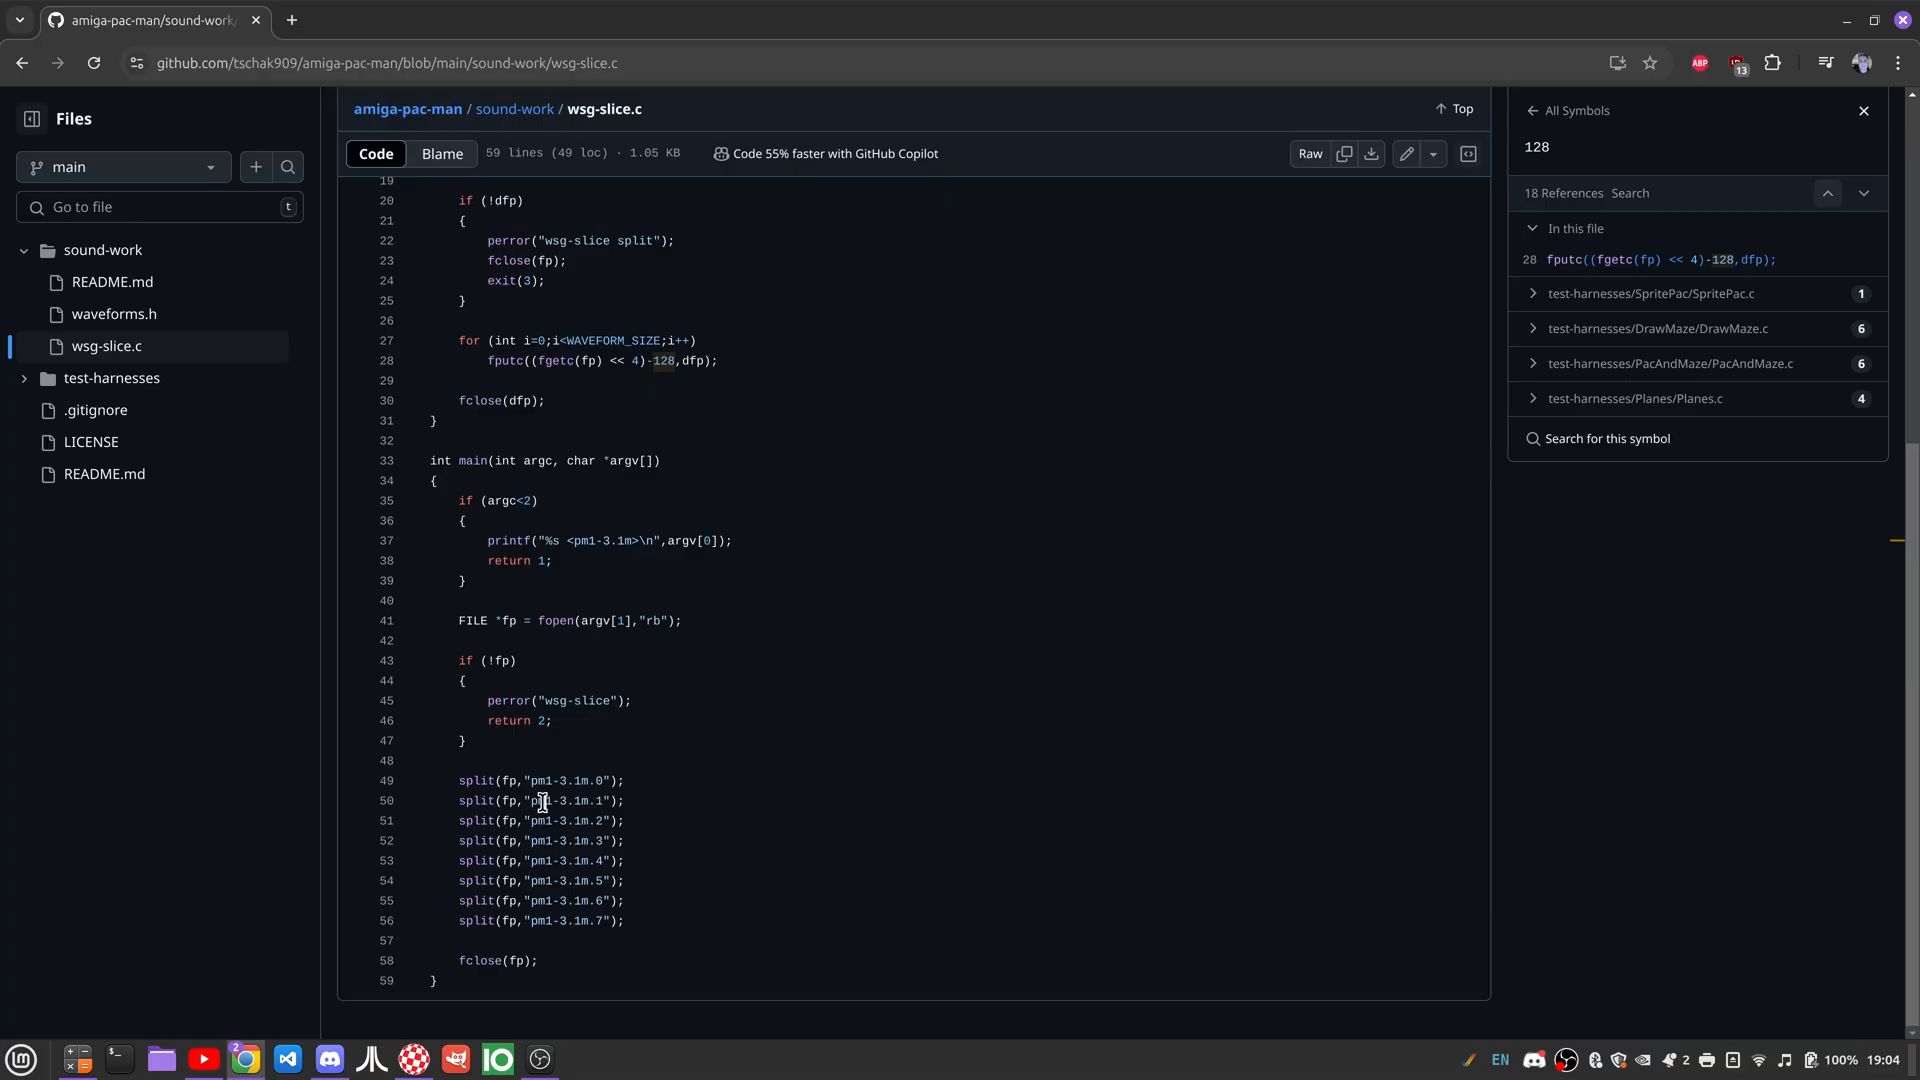 amiga-pac-man/sound-work/
github.com/tschak909/amiga-pac-man/blob/main/sound-work/wsg-slice.c
ABP
13
Files
main
Go to file
t
sound-work
README.md
waveforms.h
wsg-slice.c
test-harnesses
.gitignore
LICENSE
README.md
amiga-pac-man / sound-work / wsg-slice.c
Top
Code
Blame
59 lines (49 loc) · 1.05 KB
Code 55% faster with GitHub Copilot
Raw
19
20 if (!dfp)
21 {
22 perror("wsg-slice split");
23 fclose(fp);
24 exit(3);
25 }
26
27 for (int i=0;i<WAVEFORM_SIZE;i++)
28 fputc((fgetc(fp) << 4)-128,dfp);
29
30 fclose(dfp);
31 }
32
33 int main(int argc, char *argv[])
34 {
35 if (argc<2)
36 {
37 printf("%s <pm1-3.1m>\n",argv[0]);
38 return 1;
39 }
40
41 FILE *fp = fopen(argv[1],"rb");
42
43 if (!fp)
44 {
45 perror("wsg-slice");
46 return 2;
47 }
48
49 split(fp,"pm1-3.1m.0");
50 split(fp,"pm1-3.1m.1");
51 split(fp,"pm1-3.1m.2");
52 split(fp,"pm1-3.1m.3");
53 split(fp,"pm1-3.1m.4");
54 split(fp,"pm1-3.1m.5");
55 split(fp,"pm1-3.1m.6");
56 split(fp,"pm1-3.1m.7");
57
58 fclose(fp);
59 }
All Symbols
128
18 References Search
In this file
28 fputc((fgetc(fp) << 4)-128,dfp);
test-harnesses/SpritePac/SpritePac.c 1
test-harnesses/DrawMaze/DrawMaze.c 6
test-harnesses/PacAndMaze/PacAndMaze.c 6
test-harnesses/Planes/Planes.c 4
Search for this symbol
2
EN
2
100%
19:04